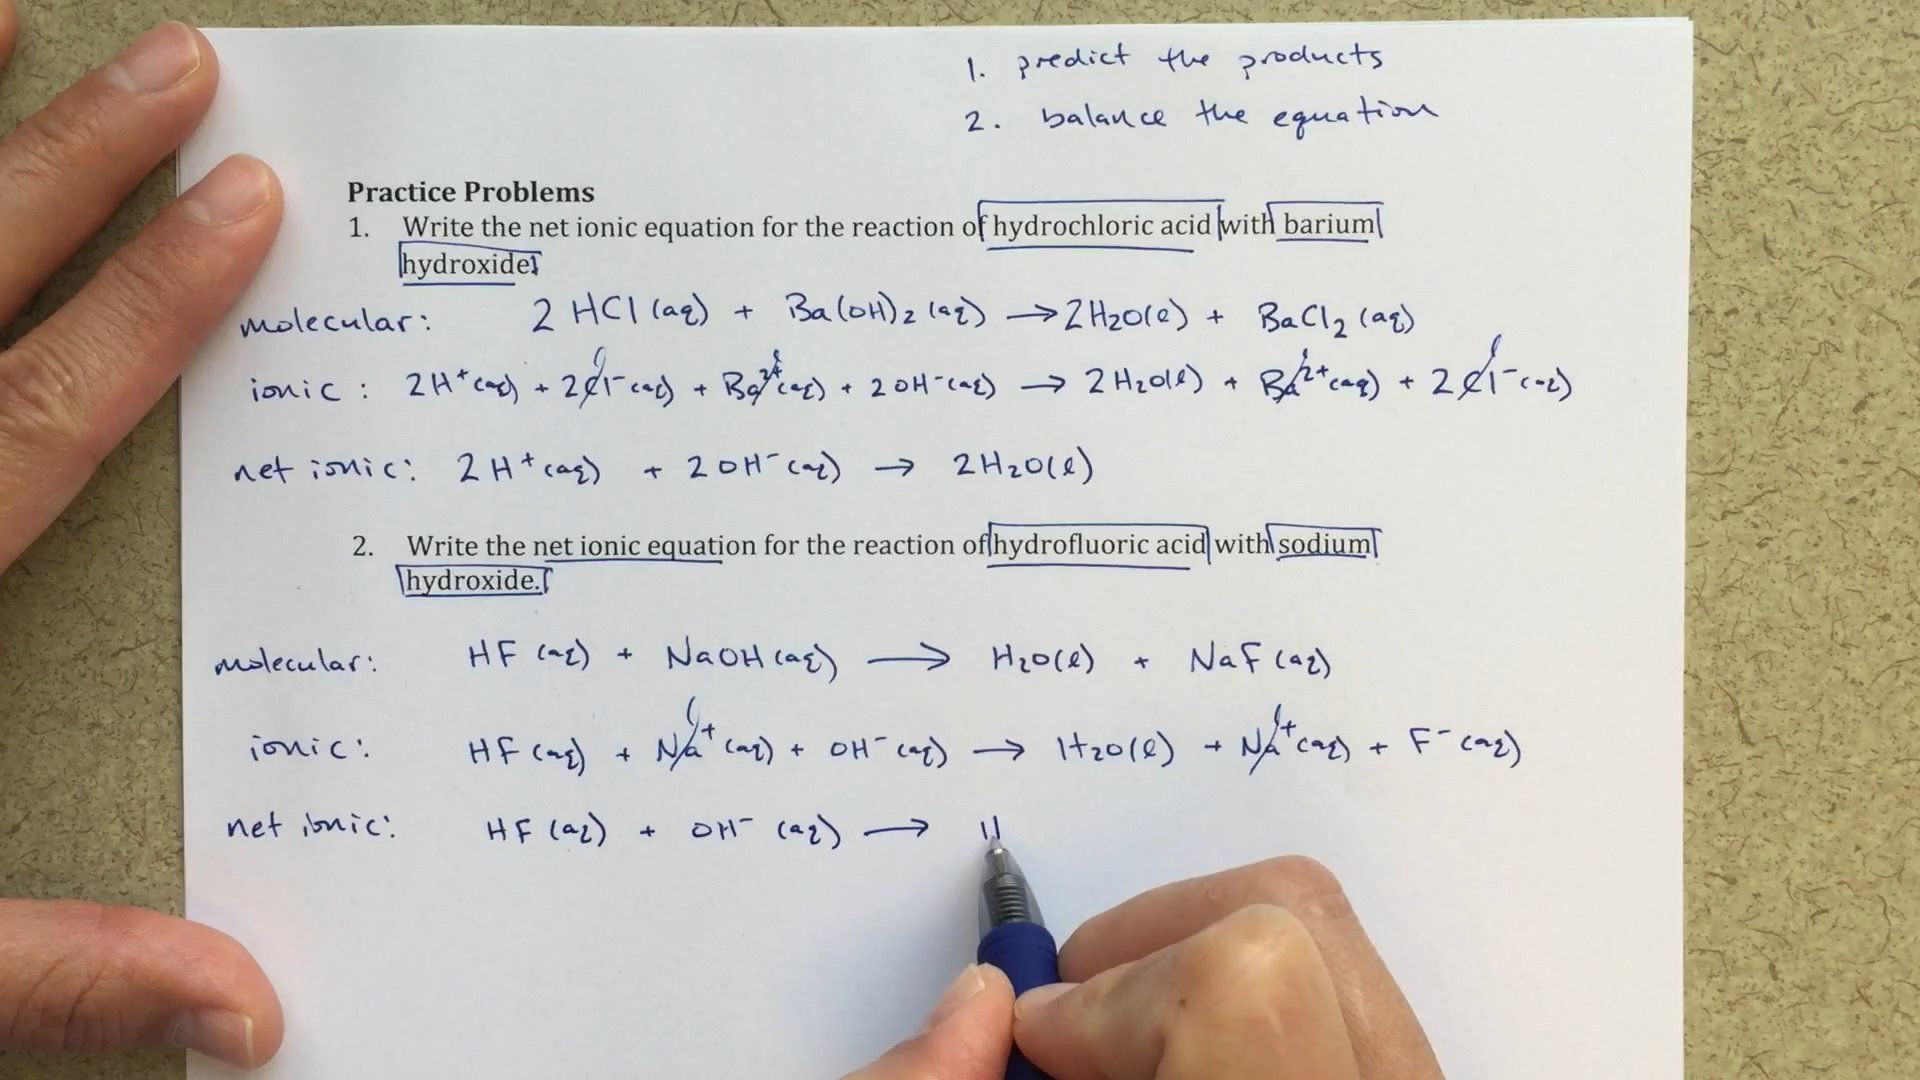 1. predict the products
2. balance the equation
Practice Problems
1. Write the net ionic equation for the reaction of hydrochloric acid with barium
hydroxide.
molecular: 2 HCl (aq) + Ba(OH)₂ (aq) → 2H₂O(l) + BaCl₂ (aq)
ionic : 2H⁺(aq) + 2Cl⁻(aq) + Ba²⁺(aq) + 2OH⁻(aq) → 2H₂O(l) + Ba²⁺(aq) + 2Cl⁻(aq)
net ionic: 2H⁺(aq) + 2OH⁻(aq) → 2H₂O(l)
2. Write the net ionic equation for the reaction of hydrofluoric acid with sodium
hydroxide.
molecular: HF (aq) + NaOH (aq) → H₂O(l) + NaF (aq)
ionic: HF (aq) + Na⁺(aq) + OH⁻(aq) → H₂O(l) + Na⁺(aq) + F⁻(aq)
net ionic: HF (aq) + OH⁻ (aq) →